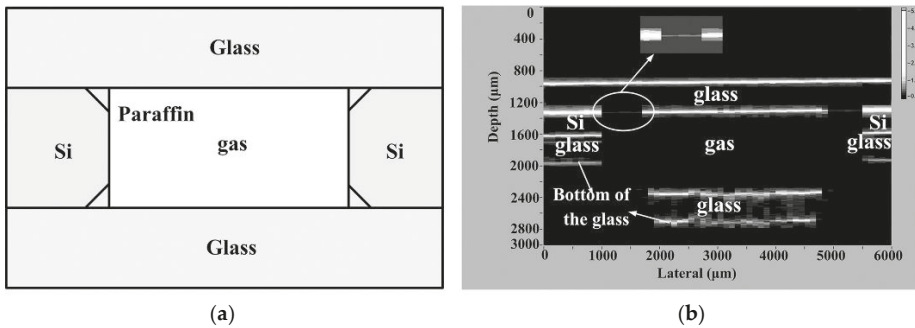 Glass
Paraffin
Si
gas
Si
Glass
(a)
0
400
800
1200
1600
2000
2400
2800
3000
Depth (μm)
glass
Si
Si
glass
gas
glass
Bottom of
the glass
glass
0 1000 2000 3000 4000 5000 6000
Lateral (μm)
(b)